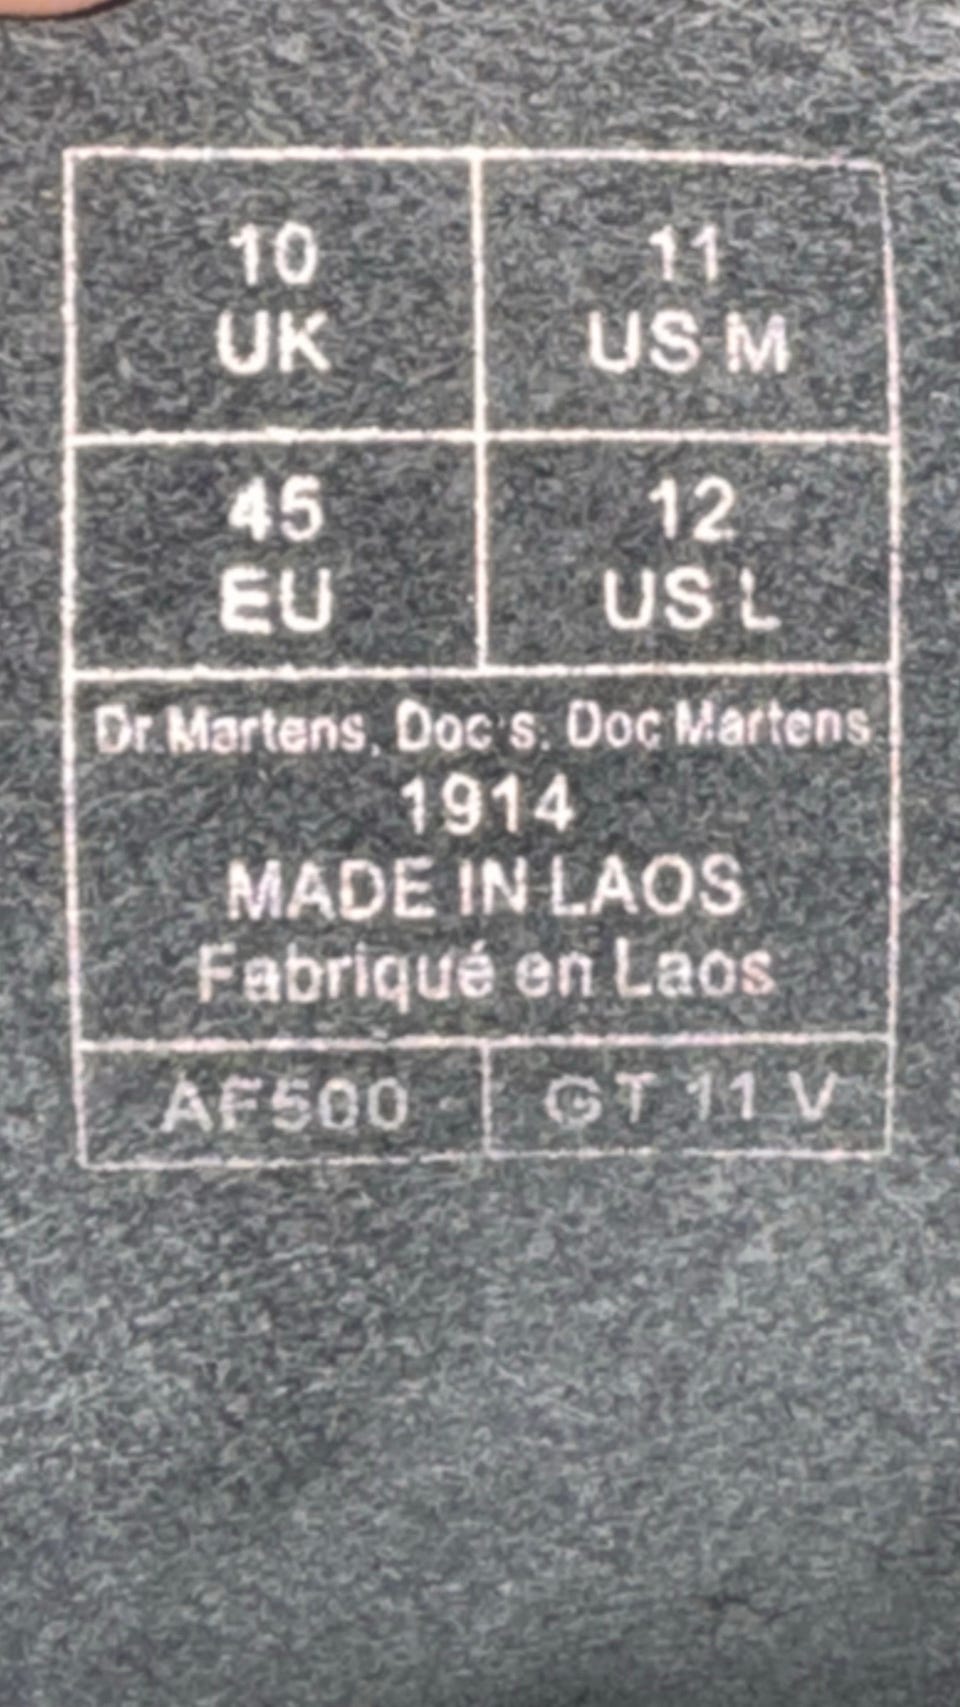 10
UK
11
US M
45
EU
12
US L
Dr.Martens, Doc's, Doc Martens
1914
MADE IN LAOS
Fabriqué en Laos
AF500
GT 11 V